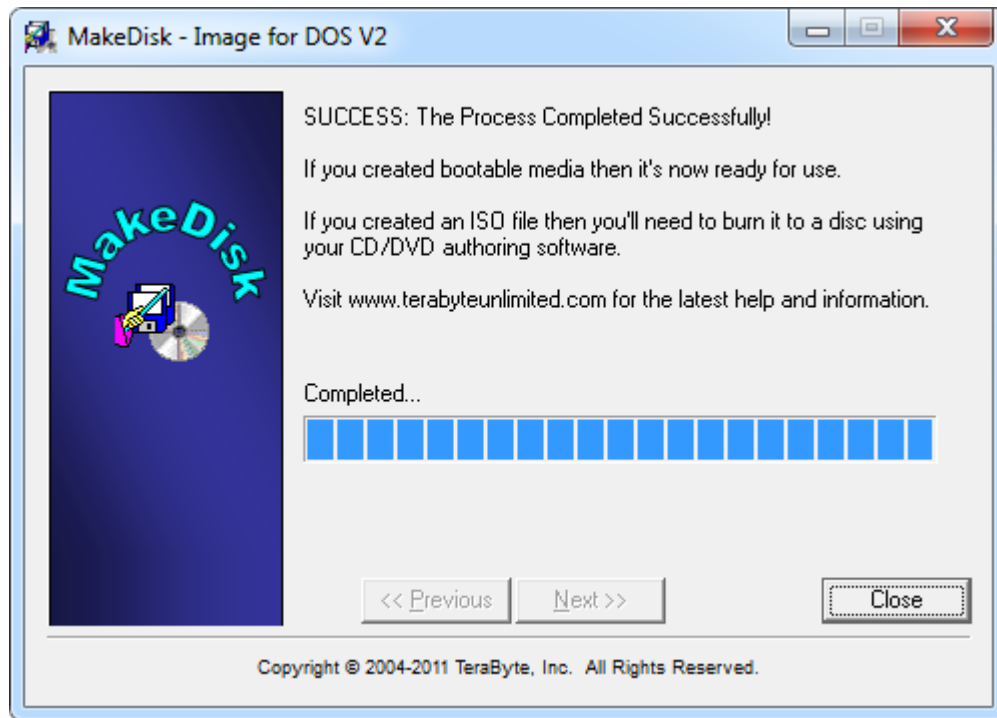 MakeDisk - Image for DOS V2
MakeDisk
SUCCESS: The Process Completed Successfully!
If you created bootable media then it's now ready for use.
If you created an ISO file then you'll need to burn it to a disc using
your CD/DVD authoring software.
Visit www.terabyteunlimited.com for the latest help and information.
Completed...
<< Previous
Next >>
Close
Copyright © 2004-2011 TeraByte, Inc.  All Rights Reserved.